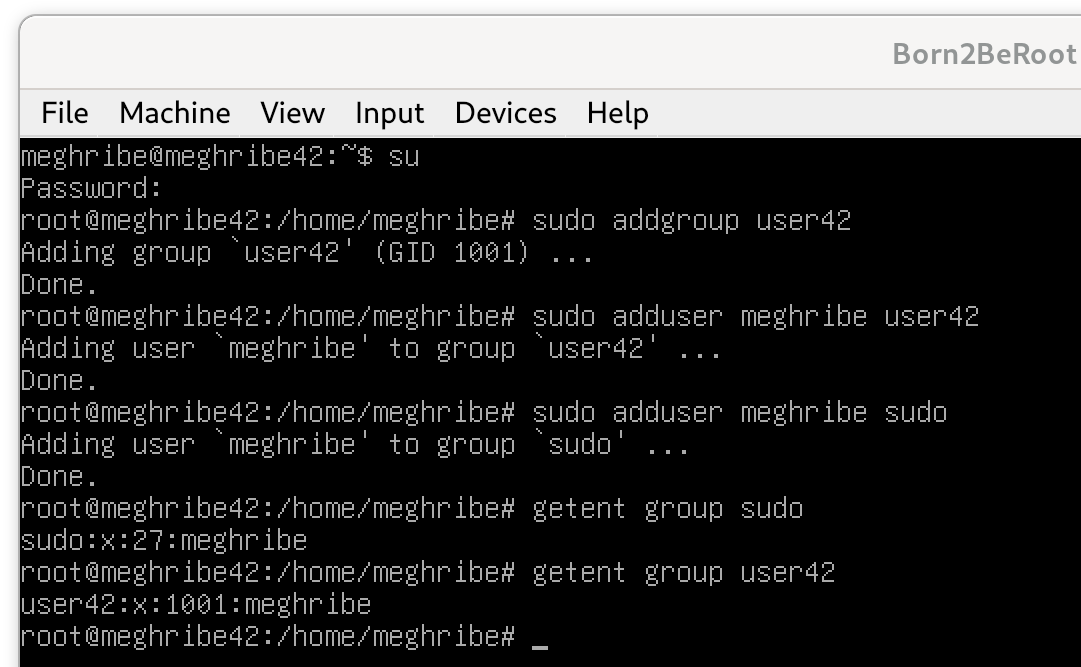 Born2BeRoot
File Machine View Input Devices Help
meghribe@meghribe42:~$ su
Password:
root@meghribe42:/home/meghribe# sudo addgroup user42
Adding group `user42' (GID 1001) ...
Done.
root@meghribe42:/home/meghribe# sudo adduser meghribe user42
Adding user `meghribe' to group `user42' ...
Done.
root@meghribe42:/home/meghribe# sudo adduser meghribe sudo
Adding user `meghribe' to group `sudo' ...
Done.
root@meghribe42:/home/meghribe# getent group sudo
sudo:x:27:meghribe
root@meghribe42:/home/meghribe# getent group user42
user42:x:1001:meghribe
root@meghribe42:/home/meghribe# _